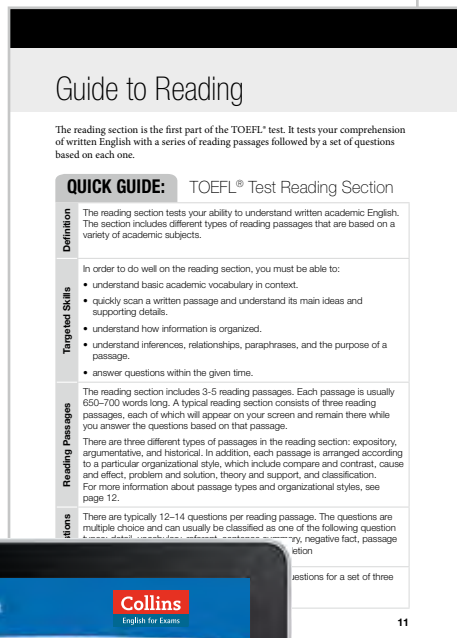 Guide to Reading
The reading section is the first part of the TOEFL® test. It tests your comprehension
of written English with a series of reading passages followed by a set of questions
based on each one.
QUICK GUIDE: TOEFL® Test Reading Section
Definition
The reading section tests your ability to understand written academic English.
The section includes different types of reading passages that are based on a
variety of academic subjects.
Targeted Skills
In order to do well on the reading section, you must be able to:
• understand basic academic vocabulary in context.
• quickly scan a written passage and understand its main ideas and
supporting details.
• understand how information is organized.
• understand inferences, relationships, paraphrases, and the purpose of a
passage.
• answer questions within the given time.
Reading Passages
The reading section includes 3-5 reading passages. Each passage is usually
650–700 words long. A typical reading section consists of three reading
passages, each of which will appear on your screen and remain there while
you answer the questions based on that passage.
There are three different types of passages in the reading section: expository,
argumentative, and historical. In addition, each passage is arranged according
to a particular organizational style, which include compare and contrast, cause
and effect, problem and solution, theory and support, and classification.
For more information about passage types and organizational styles, see
page 12.
There are typically 12–14 questions per reading passage. The questions are
multiple choice and can usually be classified as one of the following question
negative fact, passage
questions for a set of three
Collins
English for Exams
11